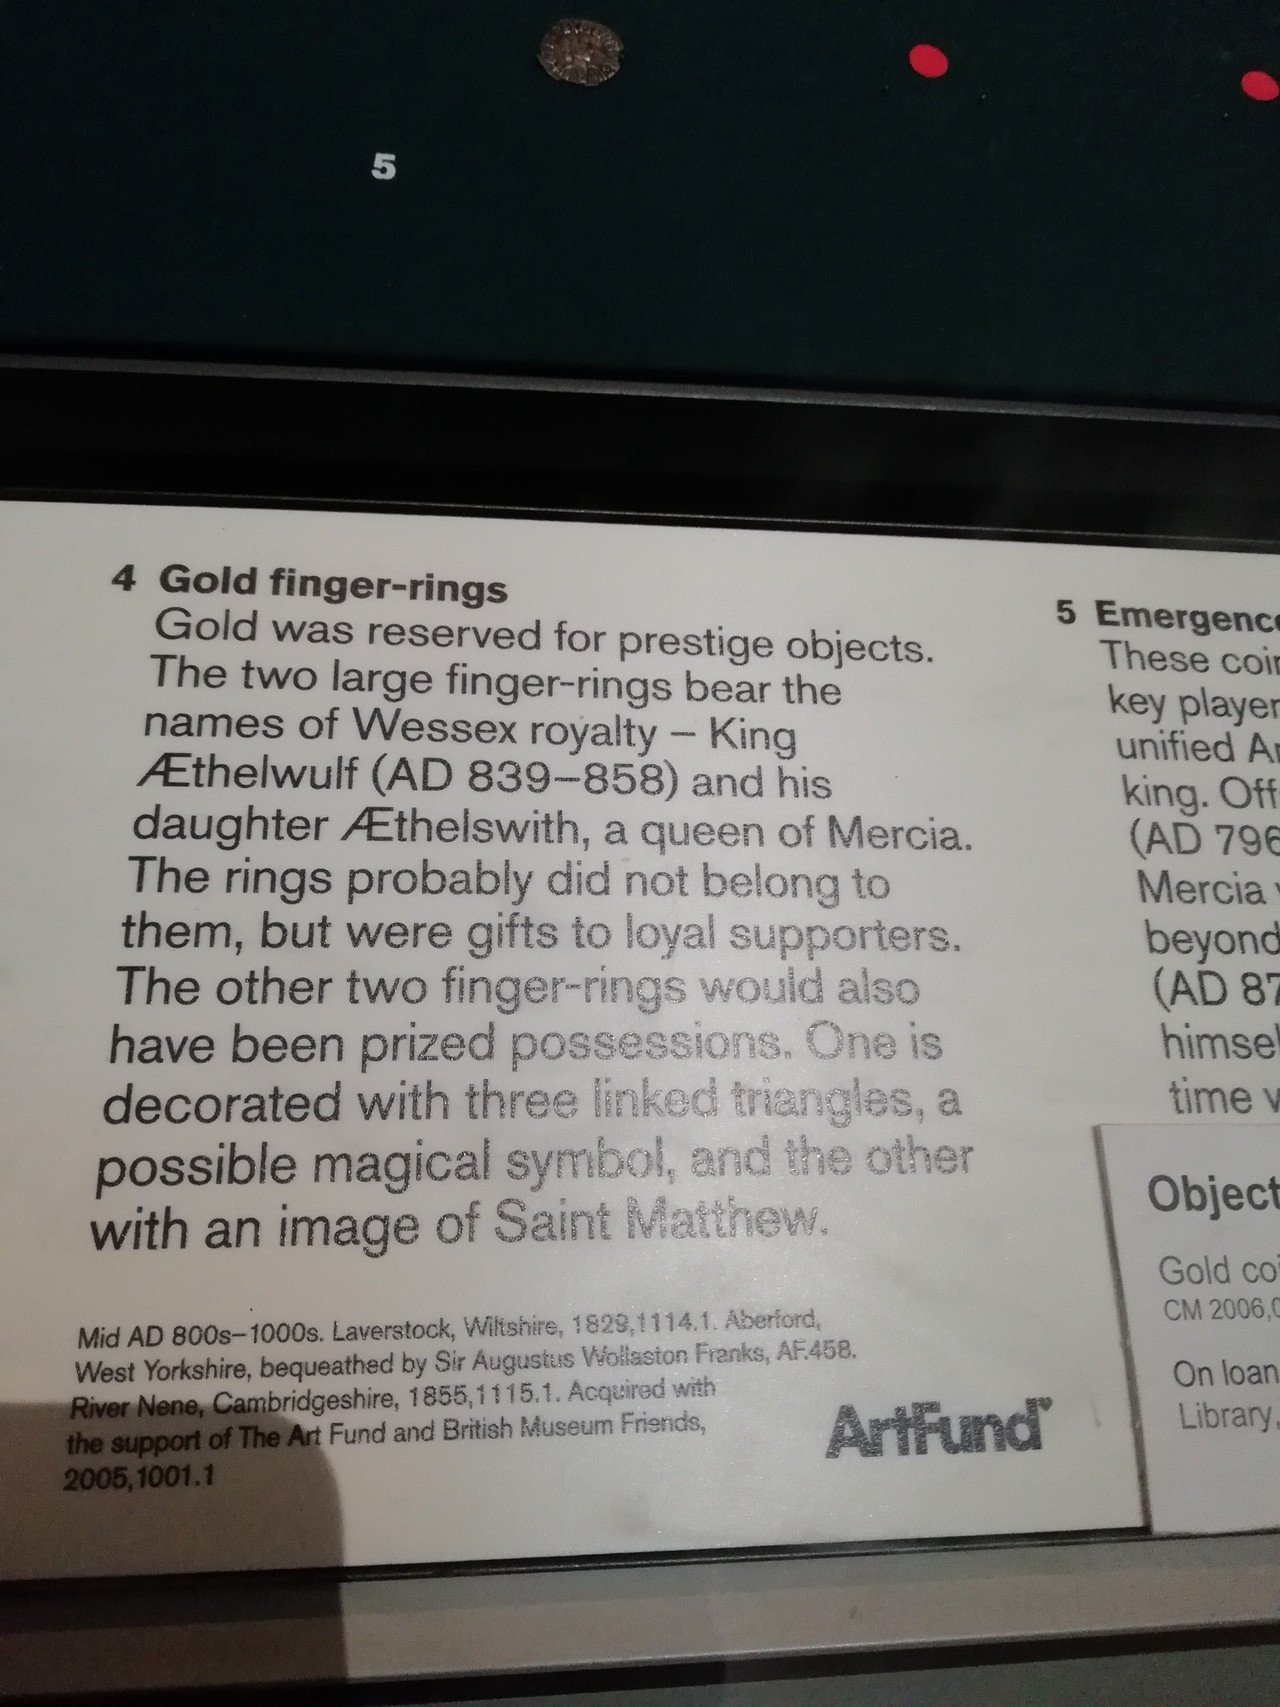 5
4 Gold finger-rings
Gold was reserved for prestige objects.
The two large finger-rings bear the
names of Wessex royalty – King
Æthelwulf (AD 839–858) and his
daughter Æthelswith, a queen of Mercia.
The rings probably did not belong to
them, but were gifts to loyal supporters.
The other two finger-rings would also
have been prized possessions. One is
decorated with three linked triangles, a
possible magical symbol, and the other
with an image of Saint Matthew.
Mid AD 800s–1000s. Laverstock, Wiltshire, 1829,1114.1. Aberford,
West Yorkshire, bequeathed by Sir Augustus Wollaston Franks, AF.458.
River Nene, Cambridgeshire, 1855,1115.1. Acquired with
the support of The Art Fund and British Museum Friends,
2005,1001.1
ArtFund
5 Emergence
These
key
unified
king.
(AD 796
Mercia
beyond
(AD
time
Object
Gold
CM 2006,
On loan
Library,